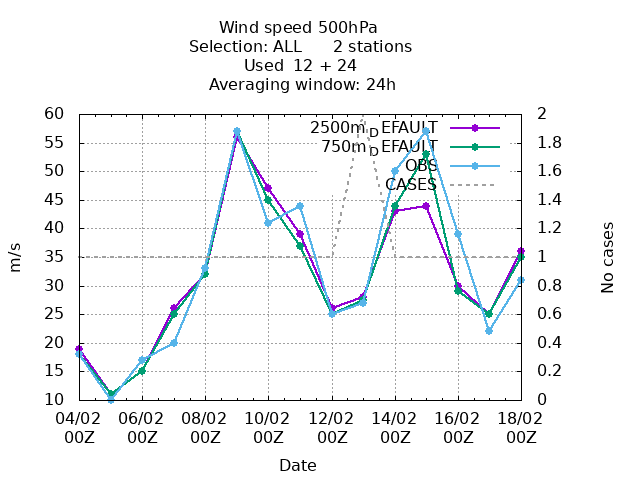 Wind speed 500hPa
Selection: ALL 2 stations
Used 12 + 24
Averaging window: 24h
60 2
2500m_DEFAULT
55 1.8
750m_DEFAULT
50 OBS 1.6
45 CASES 1.4
40 1.2
35 1
30 0.8
25 0.6
20 0.4
15 0.2
10 0
m/s
No cases
04/02 06/02 08/02 10/02 12/02 14/02 16/02 18/02
00Z 00Z 00Z 00Z 00Z 00Z 00Z 00Z
Date